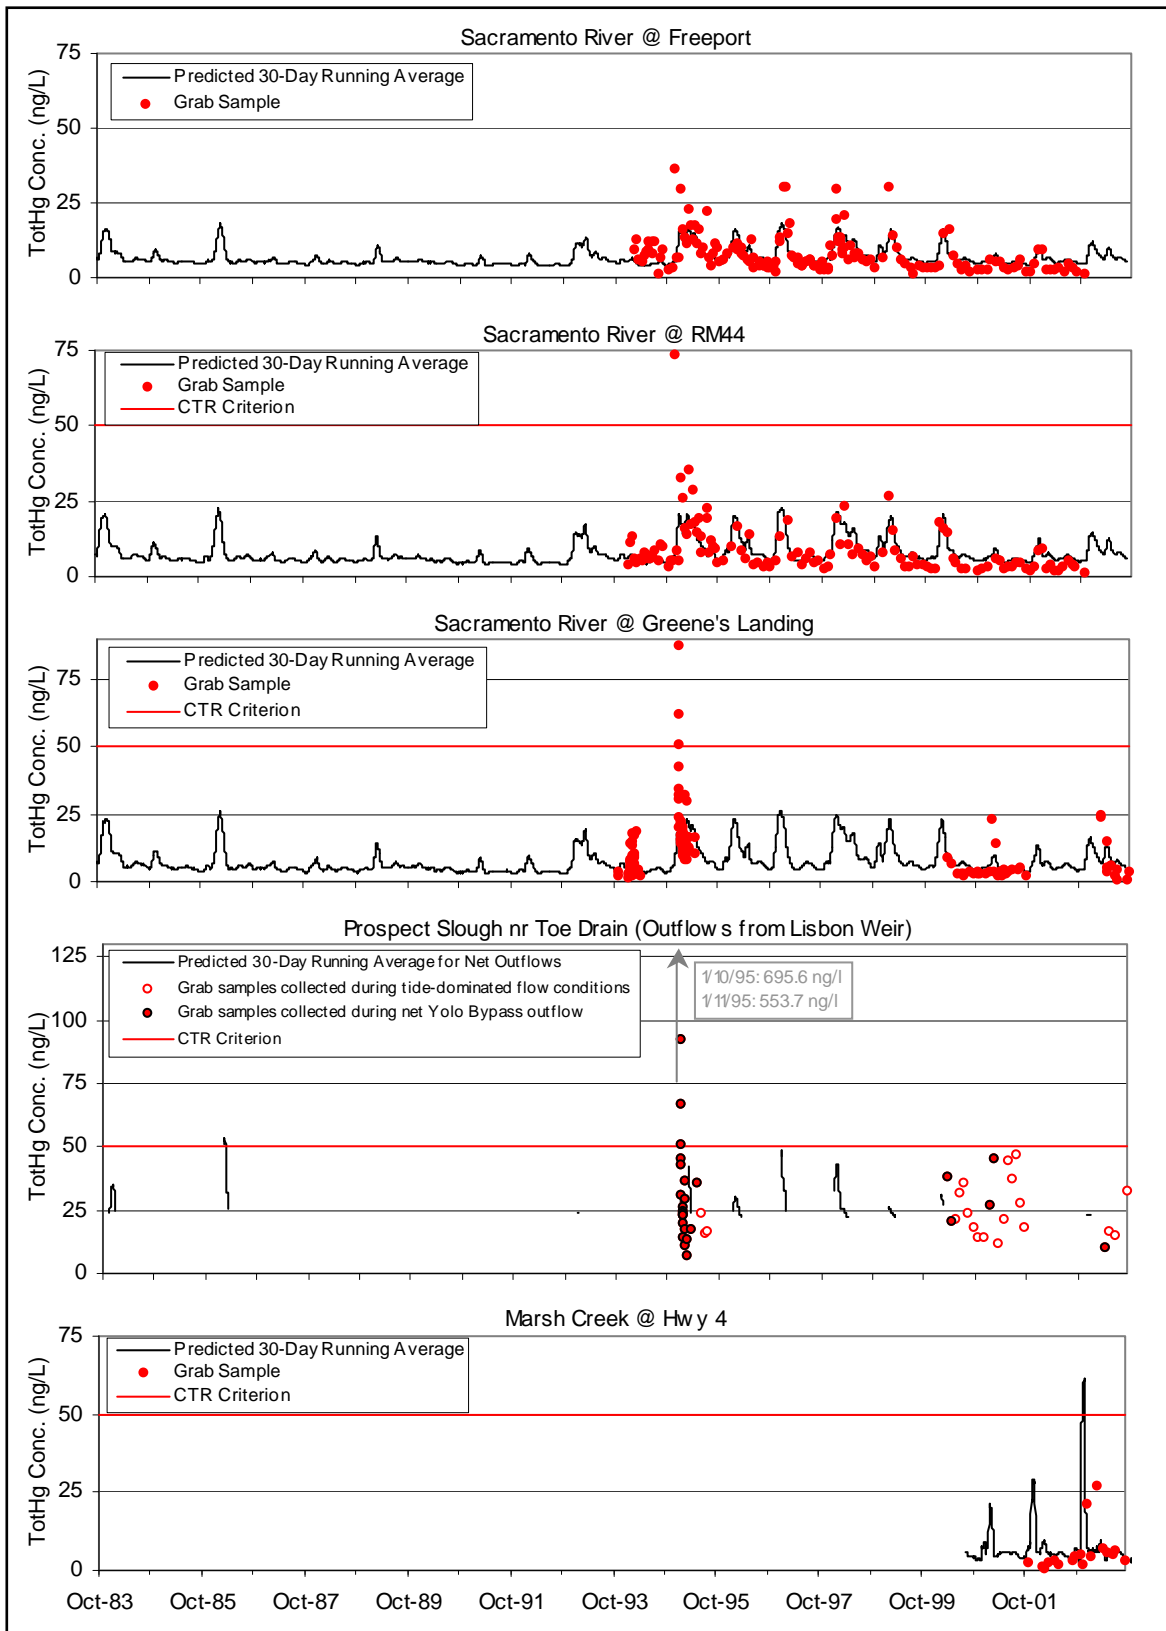 Sacramento River @ Freeport
TotHg Conc. (ng/L)
75
50
25
0
Predicted 30-Day Running Average
Grab Sample
Sacramento River @ RM44
TotHg Conc. (ng/L)
75
50
25
0
Predicted 30-Day Running Average
Grab Sample
CTR Criterion
Sacramento River @ Greene's Landing
TotHg Conc. (ng/L)
75
50
25
0
Predicted 30-Day Running Average
Grab Sample
CTR Criterion
Prospect Slough nr Toe Drain (Outflows from Lisbon Weir)
TotHg Conc. (ng/L)
125
100
75
50
25
0
Predicted 30-Day Running Average for Net Outflows
Grab samples collected during tide-dominated flow conditions
Grab samples collected during net Yolo Bypass outflow
CTR Criterion
1/10/95: 695.6 ng/l
1/11/95: 553.7 ng/l
Marsh Creek @ Hwy 4
TotHg Conc. (ng/L)
75
50
25
0
Predicted 30-Day Running Average
Grab Sample
CTR Criterion
Oct-83 Oct-85 Oct-87 Oct-89 Oct-91 Oct-93 Oct-95 Oct-97 Oct-99 Oct-01